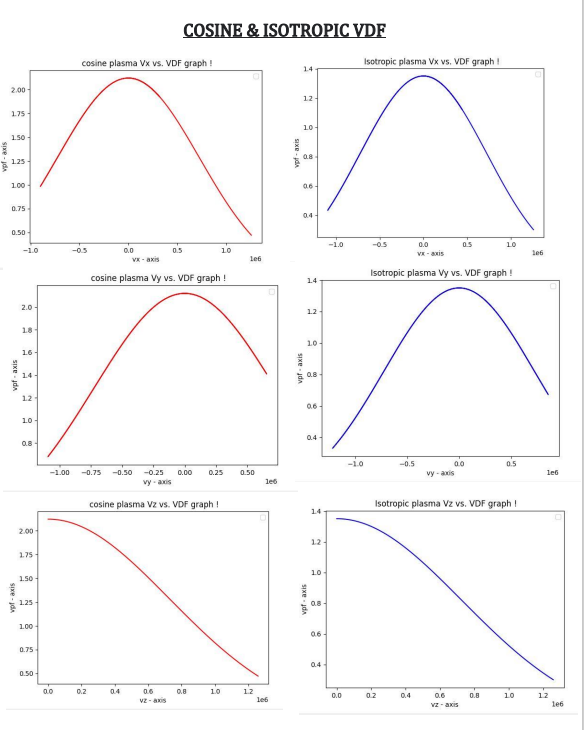 COSINE & ISOTROPIC VDF
cosine plasma Vx vs. VDF graph !
2.00
1.75
1.50
1.25
1.00
0.75
0.50
vpf - axis
−1.0 −0.5 0.0 0.5 1.0
1e6
vx - axis
Isotropic plasma Vx vs. VDF graph !
1.4
1.2
1.0
0.8
0.6
0.4
vpf - axis
−1.0 −0.5 0.0 0.5 1.0
1e6
vx - axis
cosine plasma Vy vs. VDF graph !
2.0
1.8
1.6
1.4
1.2
1.0
0.8
vpf - axis
−1.00 −0.75 −0.50 −0.25 0.00 0.25 0.50
1e6
vy - axis
Isotropic plasma Vy vs. VDF graph !
1.4
1.2
1.0
0.8
0.6
0.4
vpf - axis
−1.0 −0.5 0.0 0.5
1e6
vy - axis
cosine plasma Vz vs. VDF graph !
2.00
1.75
1.50
1.25
1.00
0.75
0.50
vpf - axis
0.0 0.2 0.4 0.6 0.8 1.0 1.2
1e6
vz - axis
Isotropic plasma Vz vs. VDF graph !
1.4
1.2
1.0
0.8
0.6
0.4
vpf - axis
0.0 0.2 0.4 0.6 0.8 1.0 1.2
1e6
vz - axis